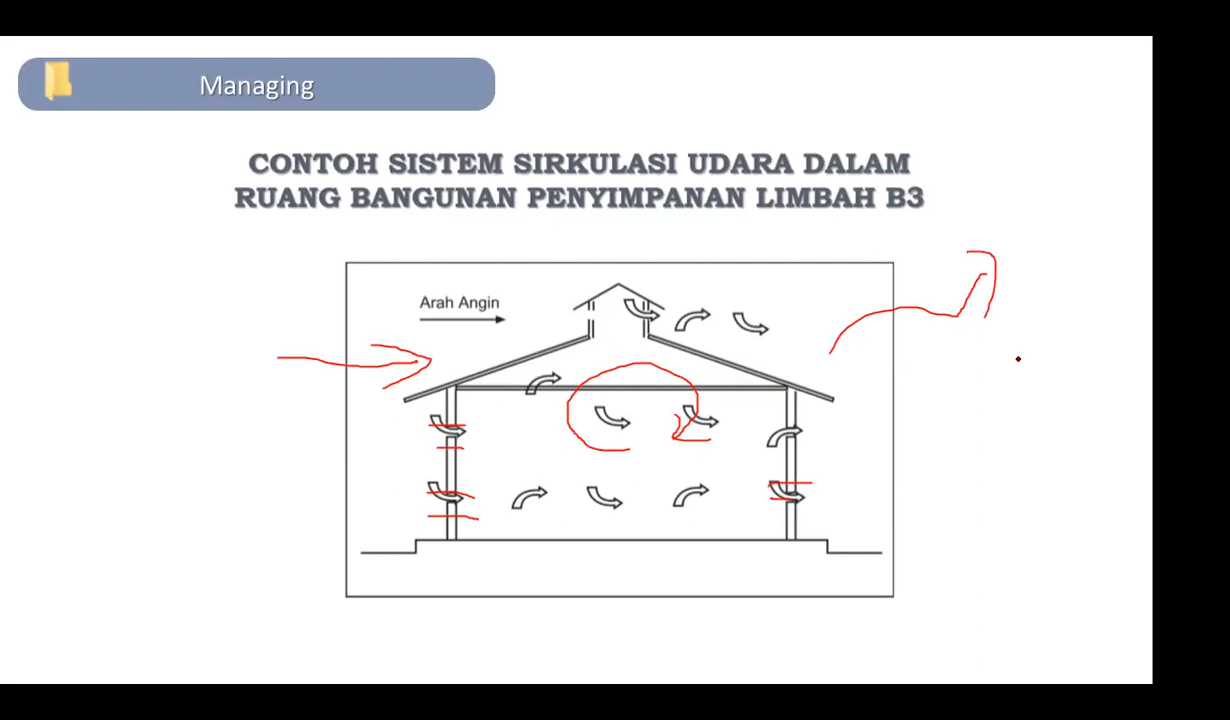 Managing
CONTOH SISTEM SIRKULASI UDARA DALAM
RUANG BANGUNAN PENYIMPANAN LIMBAH B3
Arah Angin